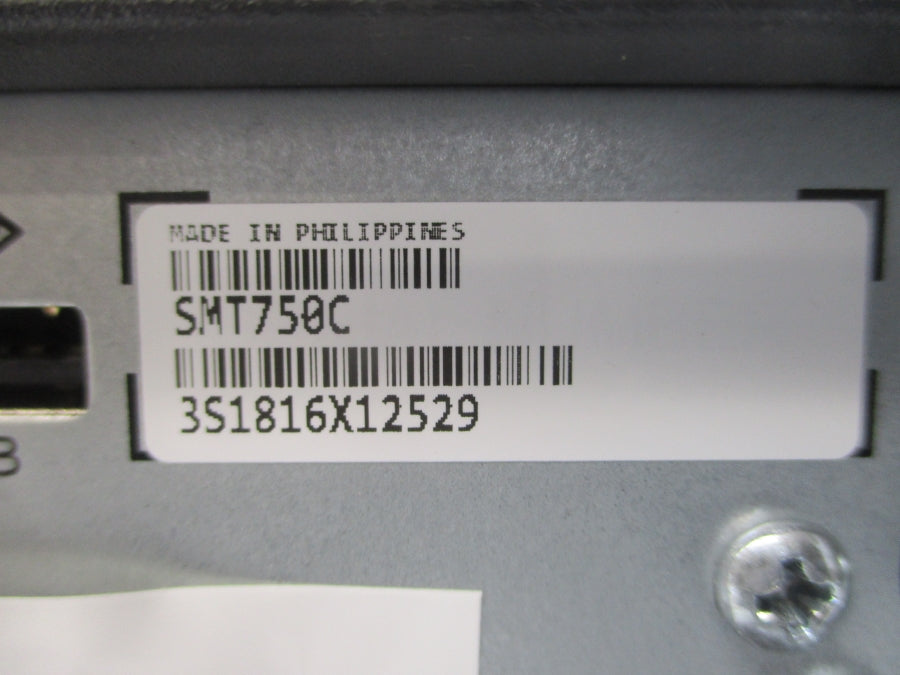 MADE IN PHILIPPINES
SMT750C
3S1816X12529
B